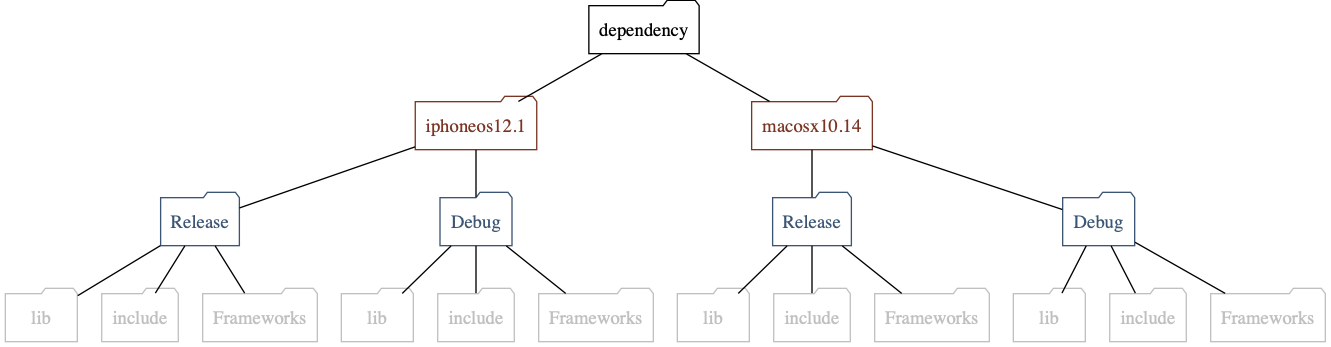 dependency
iphoneos12.1
macosx10.14
Release
Debug
Release
Debug
lib
include
Frameworks
lib
include
Frameworks
lib
include
Frameworks
lib
include
Frameworks